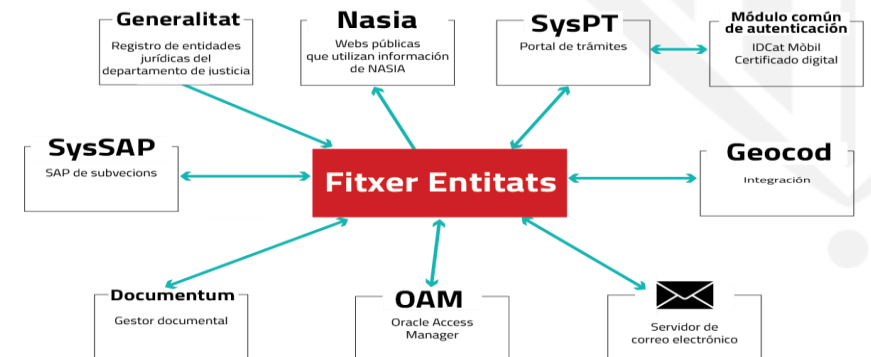 Generalitat
Registro de entidades
jurídicas del
departamento de justicia
Nasia
Webs públicas
que utilizan información
de NASIA
SysPT
Portal de trámites
Módulo común
de autenticación
IDCat Mòbil
Certificado digital
SysSAP
SAP de subvecions
Fitxer Entitats
Geocod
Integración
Documentum
Gestor documental
OAM
Oracle Access
Manager
Servidor de
correo electrónico